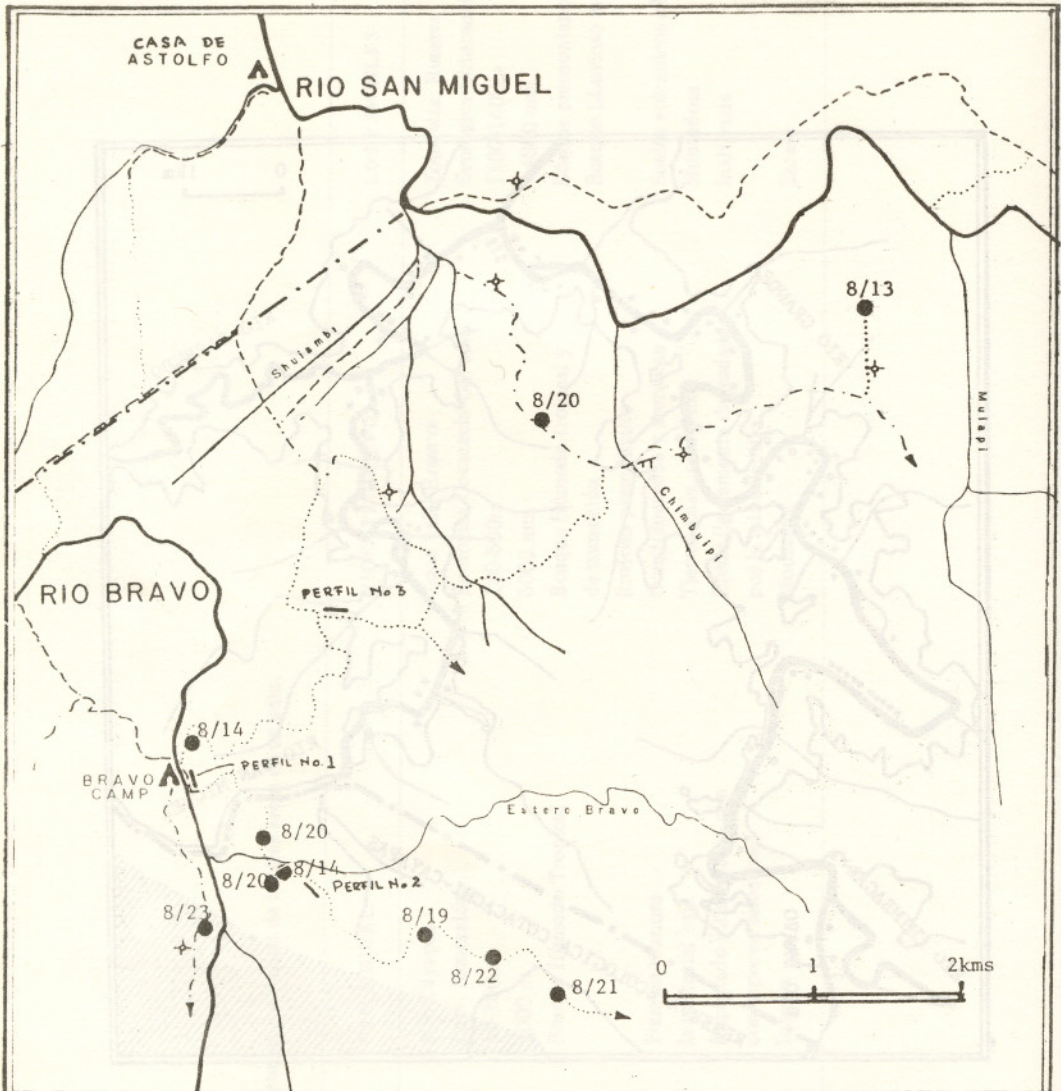 CASA DE
ASTOLFO
RIO SAN MIGUEL
8/13
Shuiambi
8/20
Mulapi
Chimbuipi
RIO BRAVO
PERFIL No 3
8/14
PERFIL No. 1
BRAVO
CAMP
Estero Bravo
8/20
8/14
8/20
PERFIL No 2
8/23
8/19
8/22
8/21
0 1 2kms